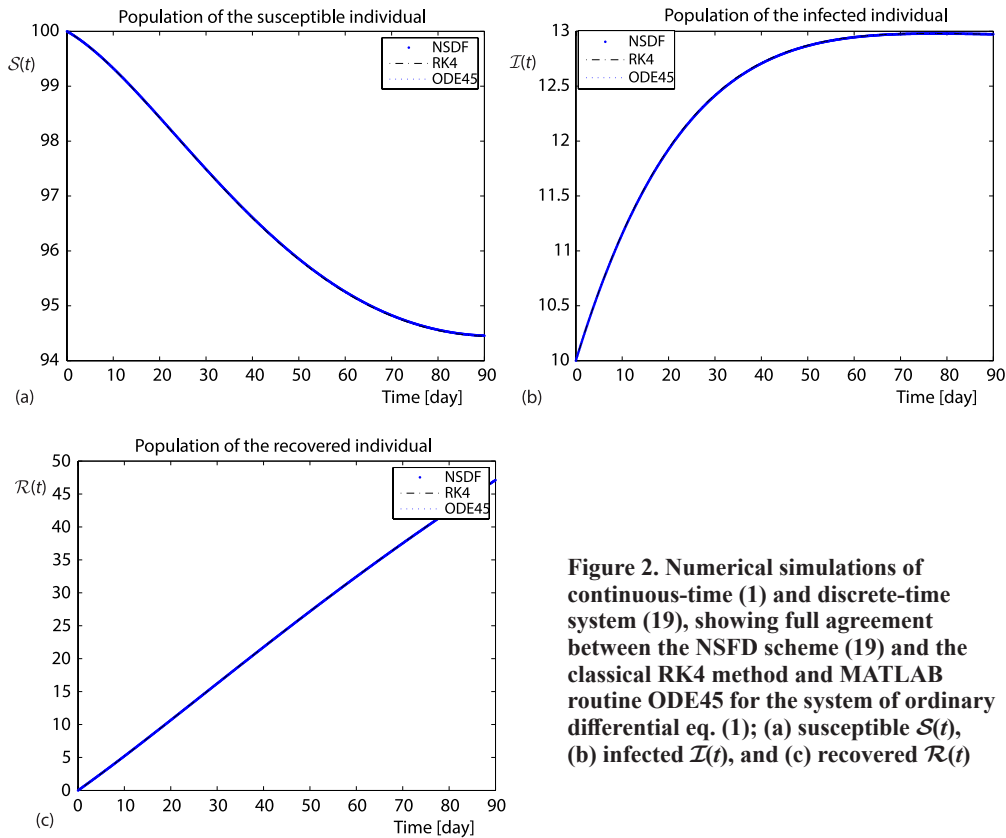 Population of the susceptible individual
100
S(t)
99
98
97
96
95
94
0 10 20 30 40 50 60 70 80 90
NSDF
RK4
ODE45
(a)
Time [day]
Population of the infected individual
13
I(t)
12.5
12
11.5
11
10.5
10
0 10 20 30 40 50 60 70 80 90
NSDF
RK4
ODE45
(b)
Time [day]
Population of the recovered individual
50
R(t)
45
40
35
30
25
20
15
10
5
0
0 10 20 30 40 50 60 70 80 90
NSDF
RK4
ODE45
(c)
Time [day]
Figure 2. Numerical simulations of
continuous-time (1) and discrete-time
system (19), showing full agreement
between the NSFD scheme (19) and the
classical RK4 method and MATLAB
routine ODE45 for the system of ordinary
differential eq. (1); (a) susceptible S(t),
(b) infected I(t), and (c) recovered R(t)